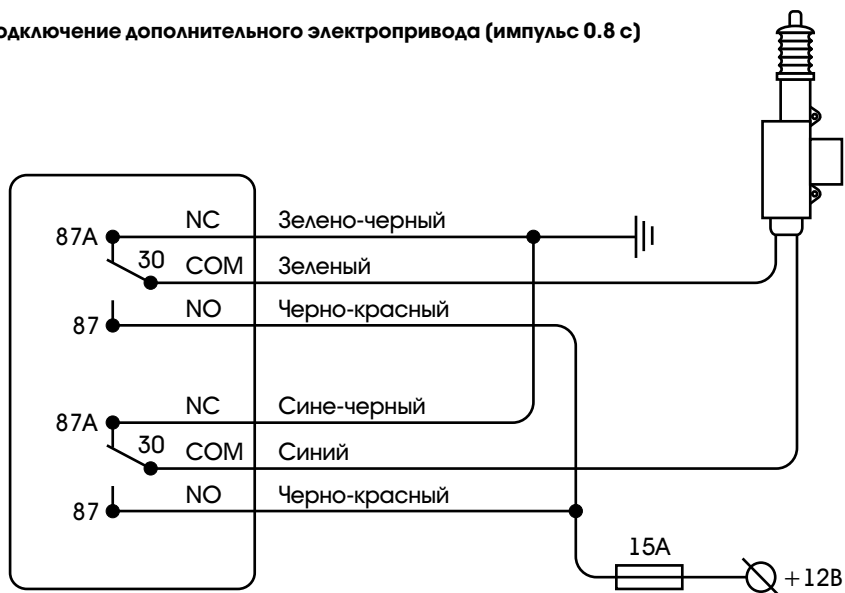 одключение дополнительного электропривода (импульс 0.8 с)
NC Зелено-черный
87A
30 COM Зеленый
NO Черно-красный
87
NC Сине-черный
87A
30 COM Синий
NO Черно-красный
87
15A
+12В